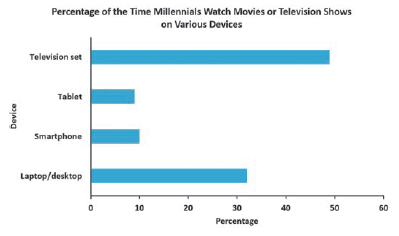 Percentage of the Time Millennials Watch Movies or Television Shows
on Various Devices
Television set
Tablet
Smartphone
Laptop/desktop
Device
0 10 20 30 40 50 60
Percentage